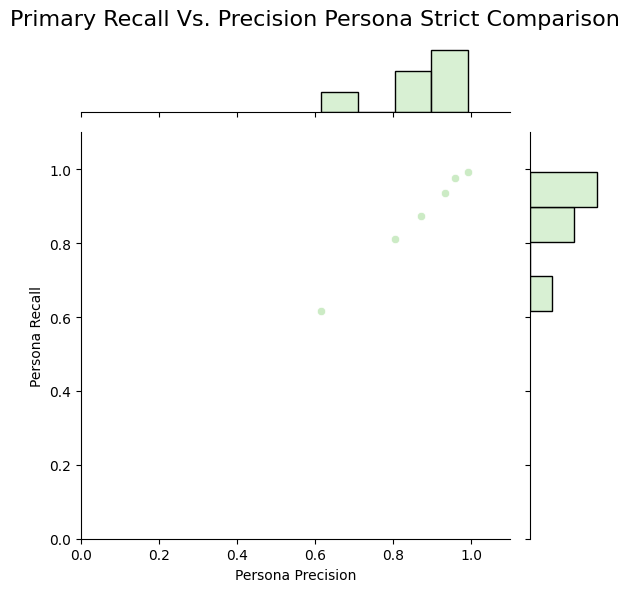 Primary Recall Vs. Precision Persona Strict Comparison
1.0
0.8
0.6
0.4
0.2
0.0
Persona Recall
0.0 0.2 0.4 0.6 0.8 1.0
Persona Precision